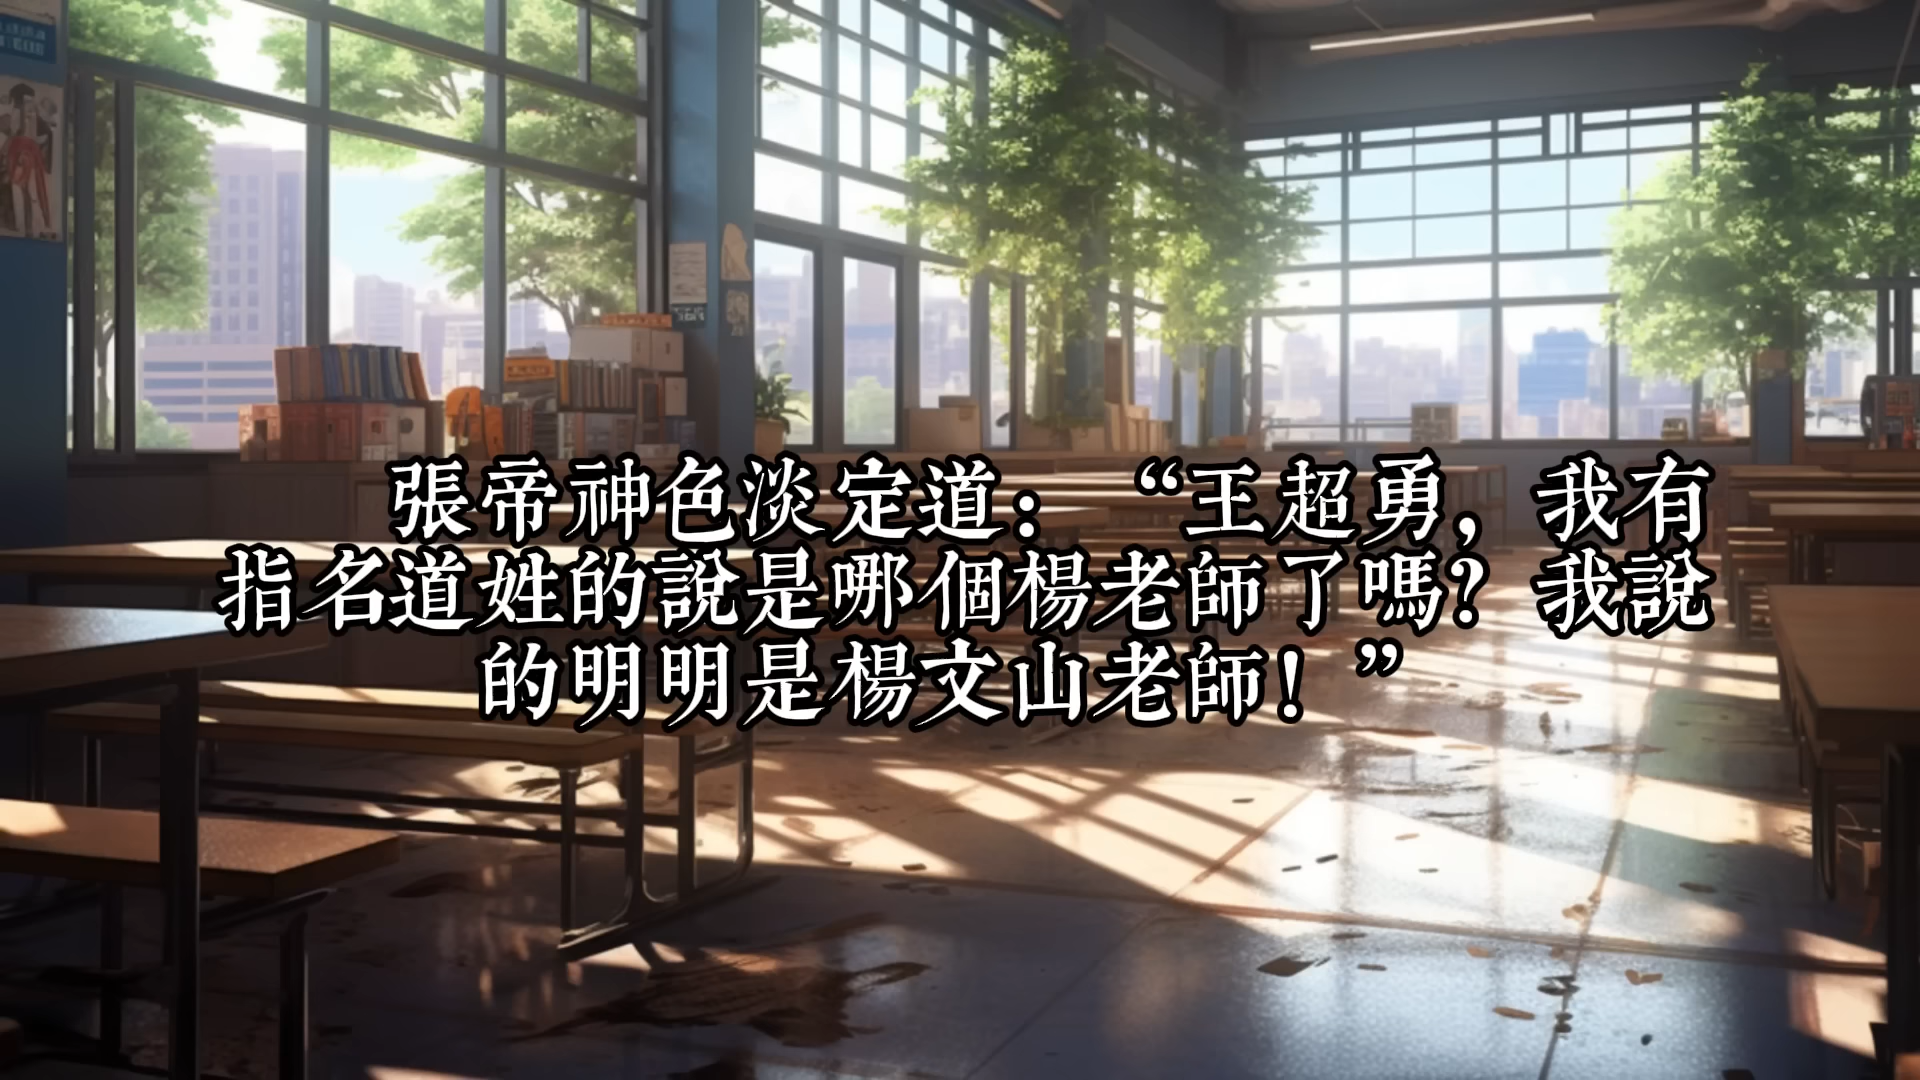 張帝神色淡定道：“王超勇，我有
指名道姓的說是哪個楊老師了嗎？我說
的明明是楊文山老師！”